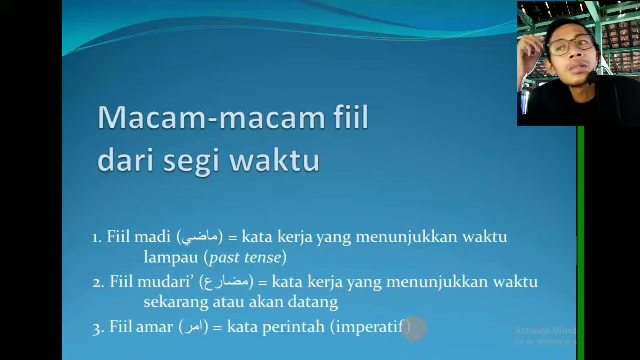 Macam-macam fiil
dari segi waktu
1. Fiil madi (ماضي) = kata kerja yang menunjukkan waktu
lampau (past tense)
2. Fiil mudari’ (مضارع) = kata kerja yang menunjukkan waktu
sekarang atau akan datang
3. Fiil amar (امر) = kata perintah (imperatif)
Activate Wind